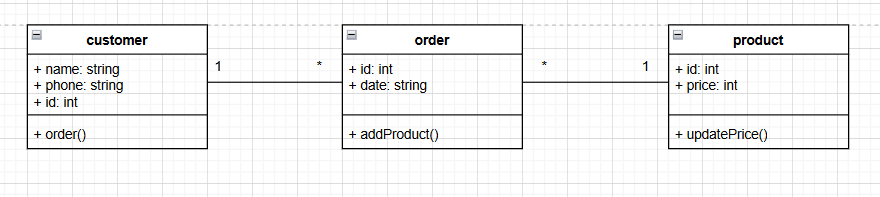 customer
+ name: string
+ phone: string
+ id: int
+ order()
1
*
order
+ id: int
+ date: string
+ addProduct()
*
1
product
+ id: int
+ price: int
+ updatePrice()